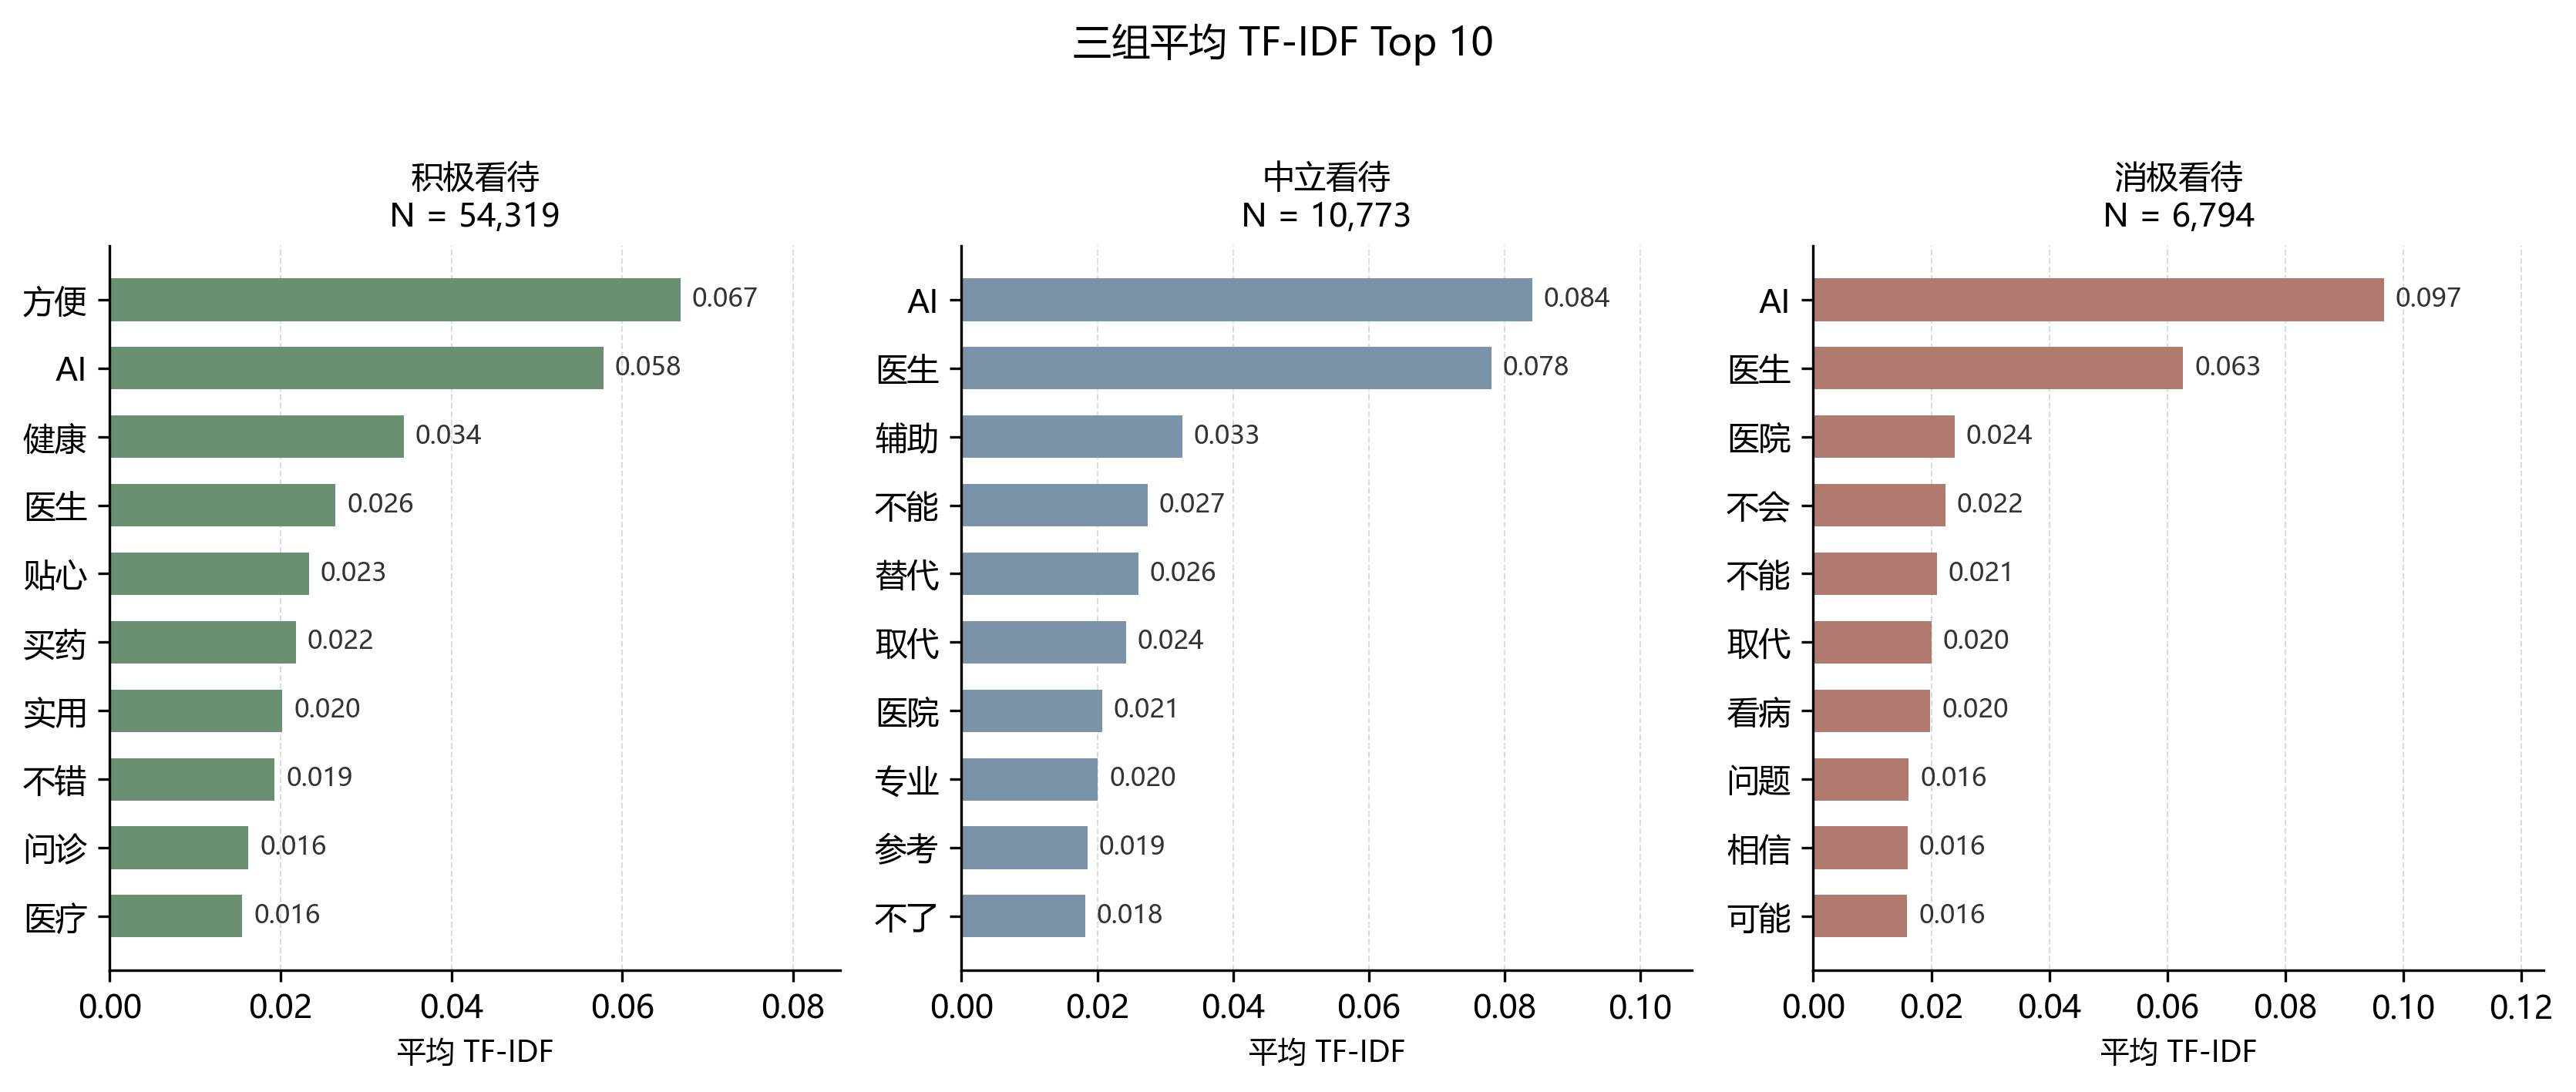 三组平均 TF-IDF Top 10
积极看待
N = 54,319
方便 0.067
AI 0.058
健康 0.034
医生 0.026
贴心 0.023
买药 0.022
实用 0.020
不错 0.019
问诊 0.016
医疗 0.016
0.00 0.02 0.04 0.06 0.08
平均 TF-IDF
中立看待
N = 10,773
AI 0.084
医生 0.078
辅助 0.033
不能 0.027
替代 0.026
取代 0.024
医院 0.021
专业 0.020
参考 0.019
不了 0.018
0.00 0.02 0.04 0.06 0.08 0.10
平均 TF-IDF
消极看待
N = 6,794
AI 0.097
医生 0.063
医院 0.024
不会 0.022
不能 0.021
取代 0.020
看病 0.020
问题 0.016
相信 0.016
可能 0.016
0.00 0.02 0.04 0.06 0.08 0.10 0.12
平均 TF-IDF